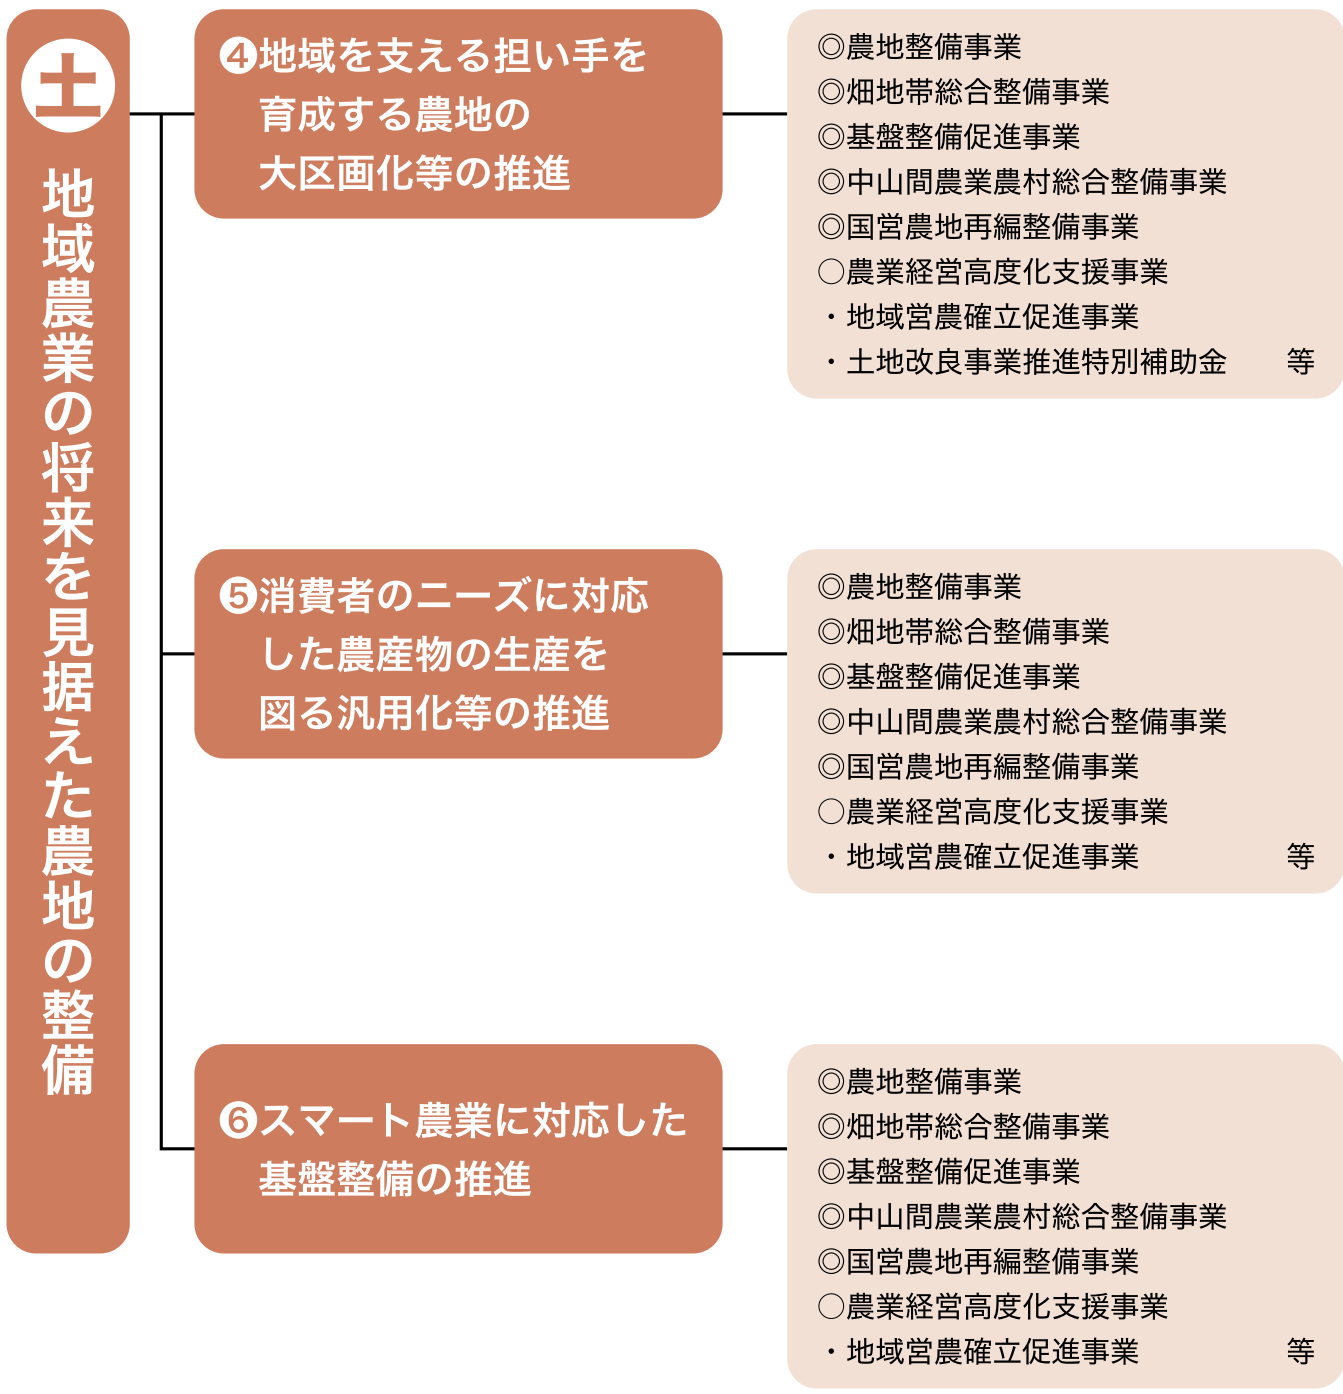 土
地域農業の将来を見据えた農地の整備
❹地域を支える担い手を
育成する農地の
大区画化等の推進
◎農地整備事業
◎畑地帯総合整備事業
◎基盤整備促進事業
◎中山間農業農村総合整備事業
◎国営農地再編整備事業
○農業経営高度化支援事業
・地域営農確立促進事業
・土地改良事業推進特別補助金　　等
❺消費者のニーズに対応
した農産物の生産を
図る汎用化等の推進
◎農地整備事業
◎畑地帯総合整備事業
◎基盤整備促進事業
◎中山間農業農村総合整備事業
◎国営農地再編整備事業
○農業経営高度化支援事業
・地域営農確立促進事業　　等
❻スマート農業に対応した
基盤整備の推進
◎農地整備事業
◎畑地帯総合整備事業
◎基盤整備促進事業
◎中山間農業農村総合整備事業
◎国営農地再編整備事業
○農業経営高度化支援事業
・地域営農確立促進事業　　等